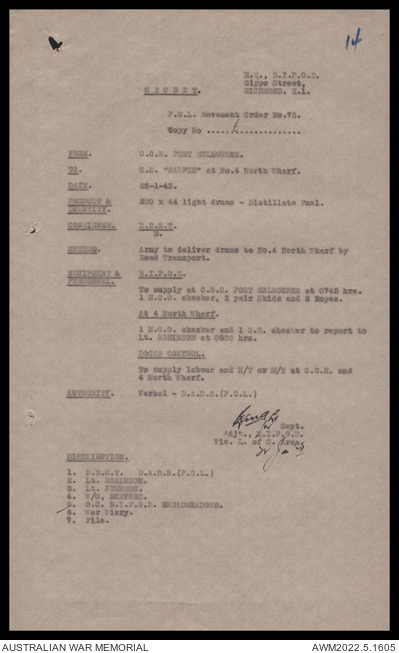 14
H.Q., B.I.P.O.D.
Gipps Street,
S E C R E T.
RICHMOND. E.1.
P.O.L. Movement Order No.72.
Copy No
FROM. C.O.R. PORT MELBOURNE.
TO. S.S. "HARPEN" at No.4 North Wharf.
DATE. 22-1-43.
PRODUCT & QUANTITY. 200 x 44 light drums - Distillate Fuel.
CONSIGNEE. D.D.S.T.
METHOD. Army to deliver drums to No.4 North Wharf by
Road Transport.
EQUIPMENT & PERSONNEL. B.I.P.O.D.
To supply at C.O.R. PORT MELBOURNE at 0745 hrs.
1 N.C.O. checker, 2 pair Skids and 2 Ropes.
At 4 North Wharf.
1 N.C.O. checker and 1 O.R. checker to report to
Lt. ROBINSON at 0800 hrs.
DOCKS CONTROL.
To supply labour and H/T or M/T at C.O.R. and
4 North Wharf.
AUTHORITY. Verbal - D.A.D.S.(P.O.L.)
Capt.
Adjt., B.I.P.O.D.
Vic. L. of C. Area.
DISTRIBUTION.
1. D.D.S.T. D.A.D.S.(P.O.L.)
2. Lt. ROBINSON.
3. Lt. JOHNSON.
4. W/O,
5. O.C. B.I.P.O.D. BROADMEADOWS.
6. War Diary.
7. File.
AUSTRALIAN WAR MEMORIAL
AWM2022.5.1605